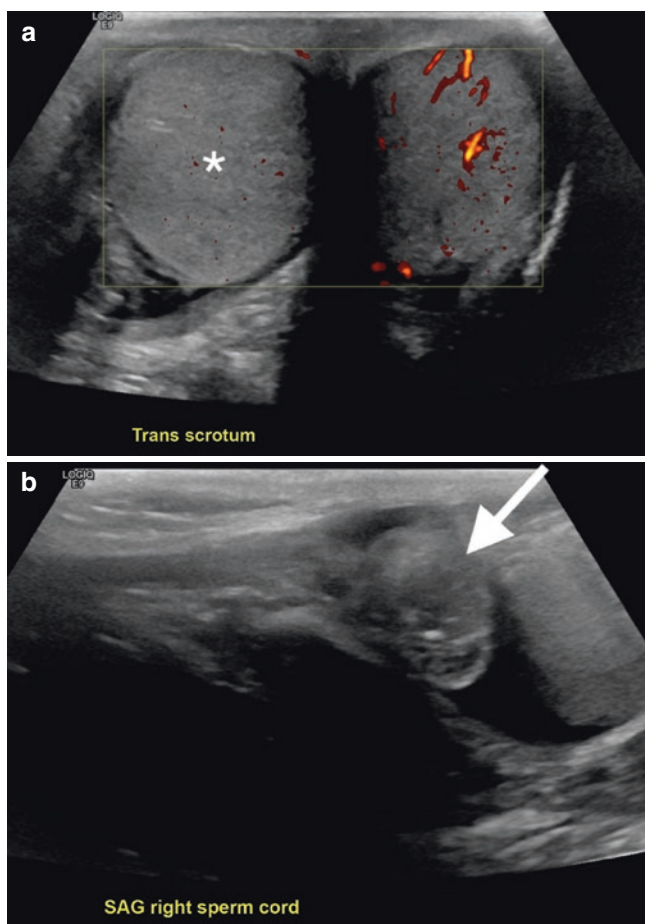 a
LOGIQ
E9
Trans scrotum
b
LOGIQ
E9
SAG right sperm cord